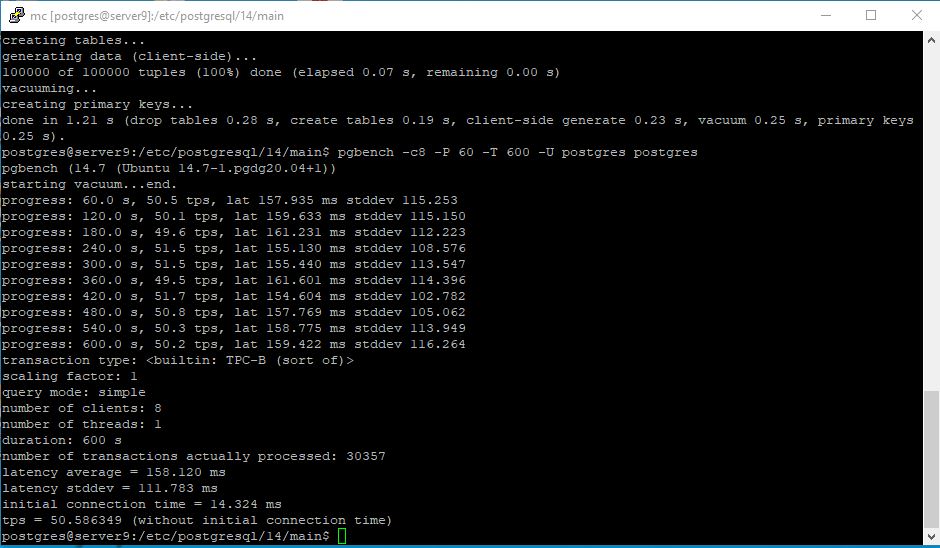 mc [postgres@server9]:/etc/postgresql/14/main
creating tables...
generating data (client-side)...
100000 of 100000 tuples (100%) done (elapsed 0.07 s, remaining 0.00 s)
vacuuming...
creating primary keys...
done in 1.21 s (drop tables 0.28 s, create tables 0.19 s, client-side generate 0.23 s, vacuum 0.25 s, primary keys
0.25 s).
postgres@server9:/etc/postgresql/14/main$ pgbench -c8 -P 60 -T 600 -U postgres postgres
pgbench (14.7 (Ubuntu 14.7-1.pgdg20.04+1))
starting vacuum...end.
progress: 60.0 s, 50.5 tps, lat 157.935 ms stddev 115.253
progress: 120.0 s, 50.1 tps, lat 159.633 ms stddev 115.150
progress: 180.0 s, 49.6 tps, lat 161.231 ms stddev 112.223
progress: 240.0 s, 51.5 tps, lat 155.130 ms stddev 108.576
progress: 300.0 s, 51.5 tps, lat 155.440 ms stddev 113.547
progress: 360.0 s, 49.5 tps, lat 161.601 ms stddev 114.396
progress: 420.0 s, 51.7 tps, lat 154.604 ms stddev 102.782
progress: 480.0 s, 50.8 tps, lat 157.769 ms stddev 105.062
progress: 540.0 s, 50.3 tps, lat 158.775 ms stddev 113.949
progress: 600.0 s, 50.2 tps, lat 159.422 ms stddev 116.264
transaction type: <builtin: TPC-B (sort of)>
scaling factor: 1
query mode: simple
number of clients: 8
number of threads: 1
duration: 600 s
number of transactions actually processed: 30357
latency average = 158.120 ms
latency stddev = 111.783 ms
initial connection time = 14.324 ms
tps = 50.586349 (without initial connection time)
postgres@server9:/etc/postgresql/14/main$